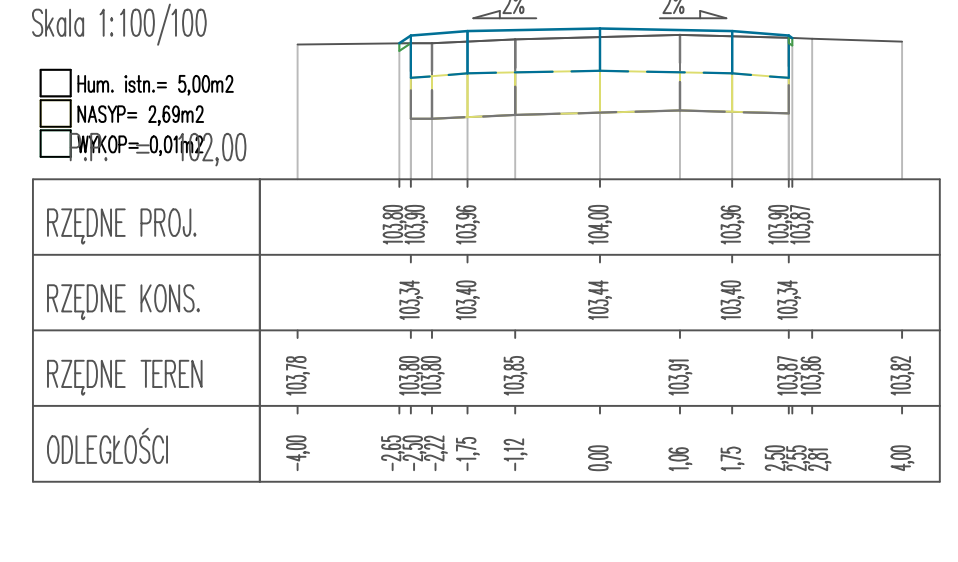 2% 2%
Skala 1:100/100
Hum. istn.= 5,00m2
NASYP= 2,69m2
WYKOP= 0,01m2
P.P. = 102,00
RZĘDNE PROJ. 103,80 103,90 103,96 104,00 103,96 103,90 103,87
RZĘDNE KONS. 103,34 103,40 103,44 103,40 103,34
RZĘDNE TEREN 103,78 103,80 103,80 103,85 103,91 103,87 103,86 103,82
ODLEGŁOŚCI -4,00 -2,65 -2,50 -2,22 -1,75 -1,12 0,00 1,06 1,75 2,50 2,55 2,81 4,00